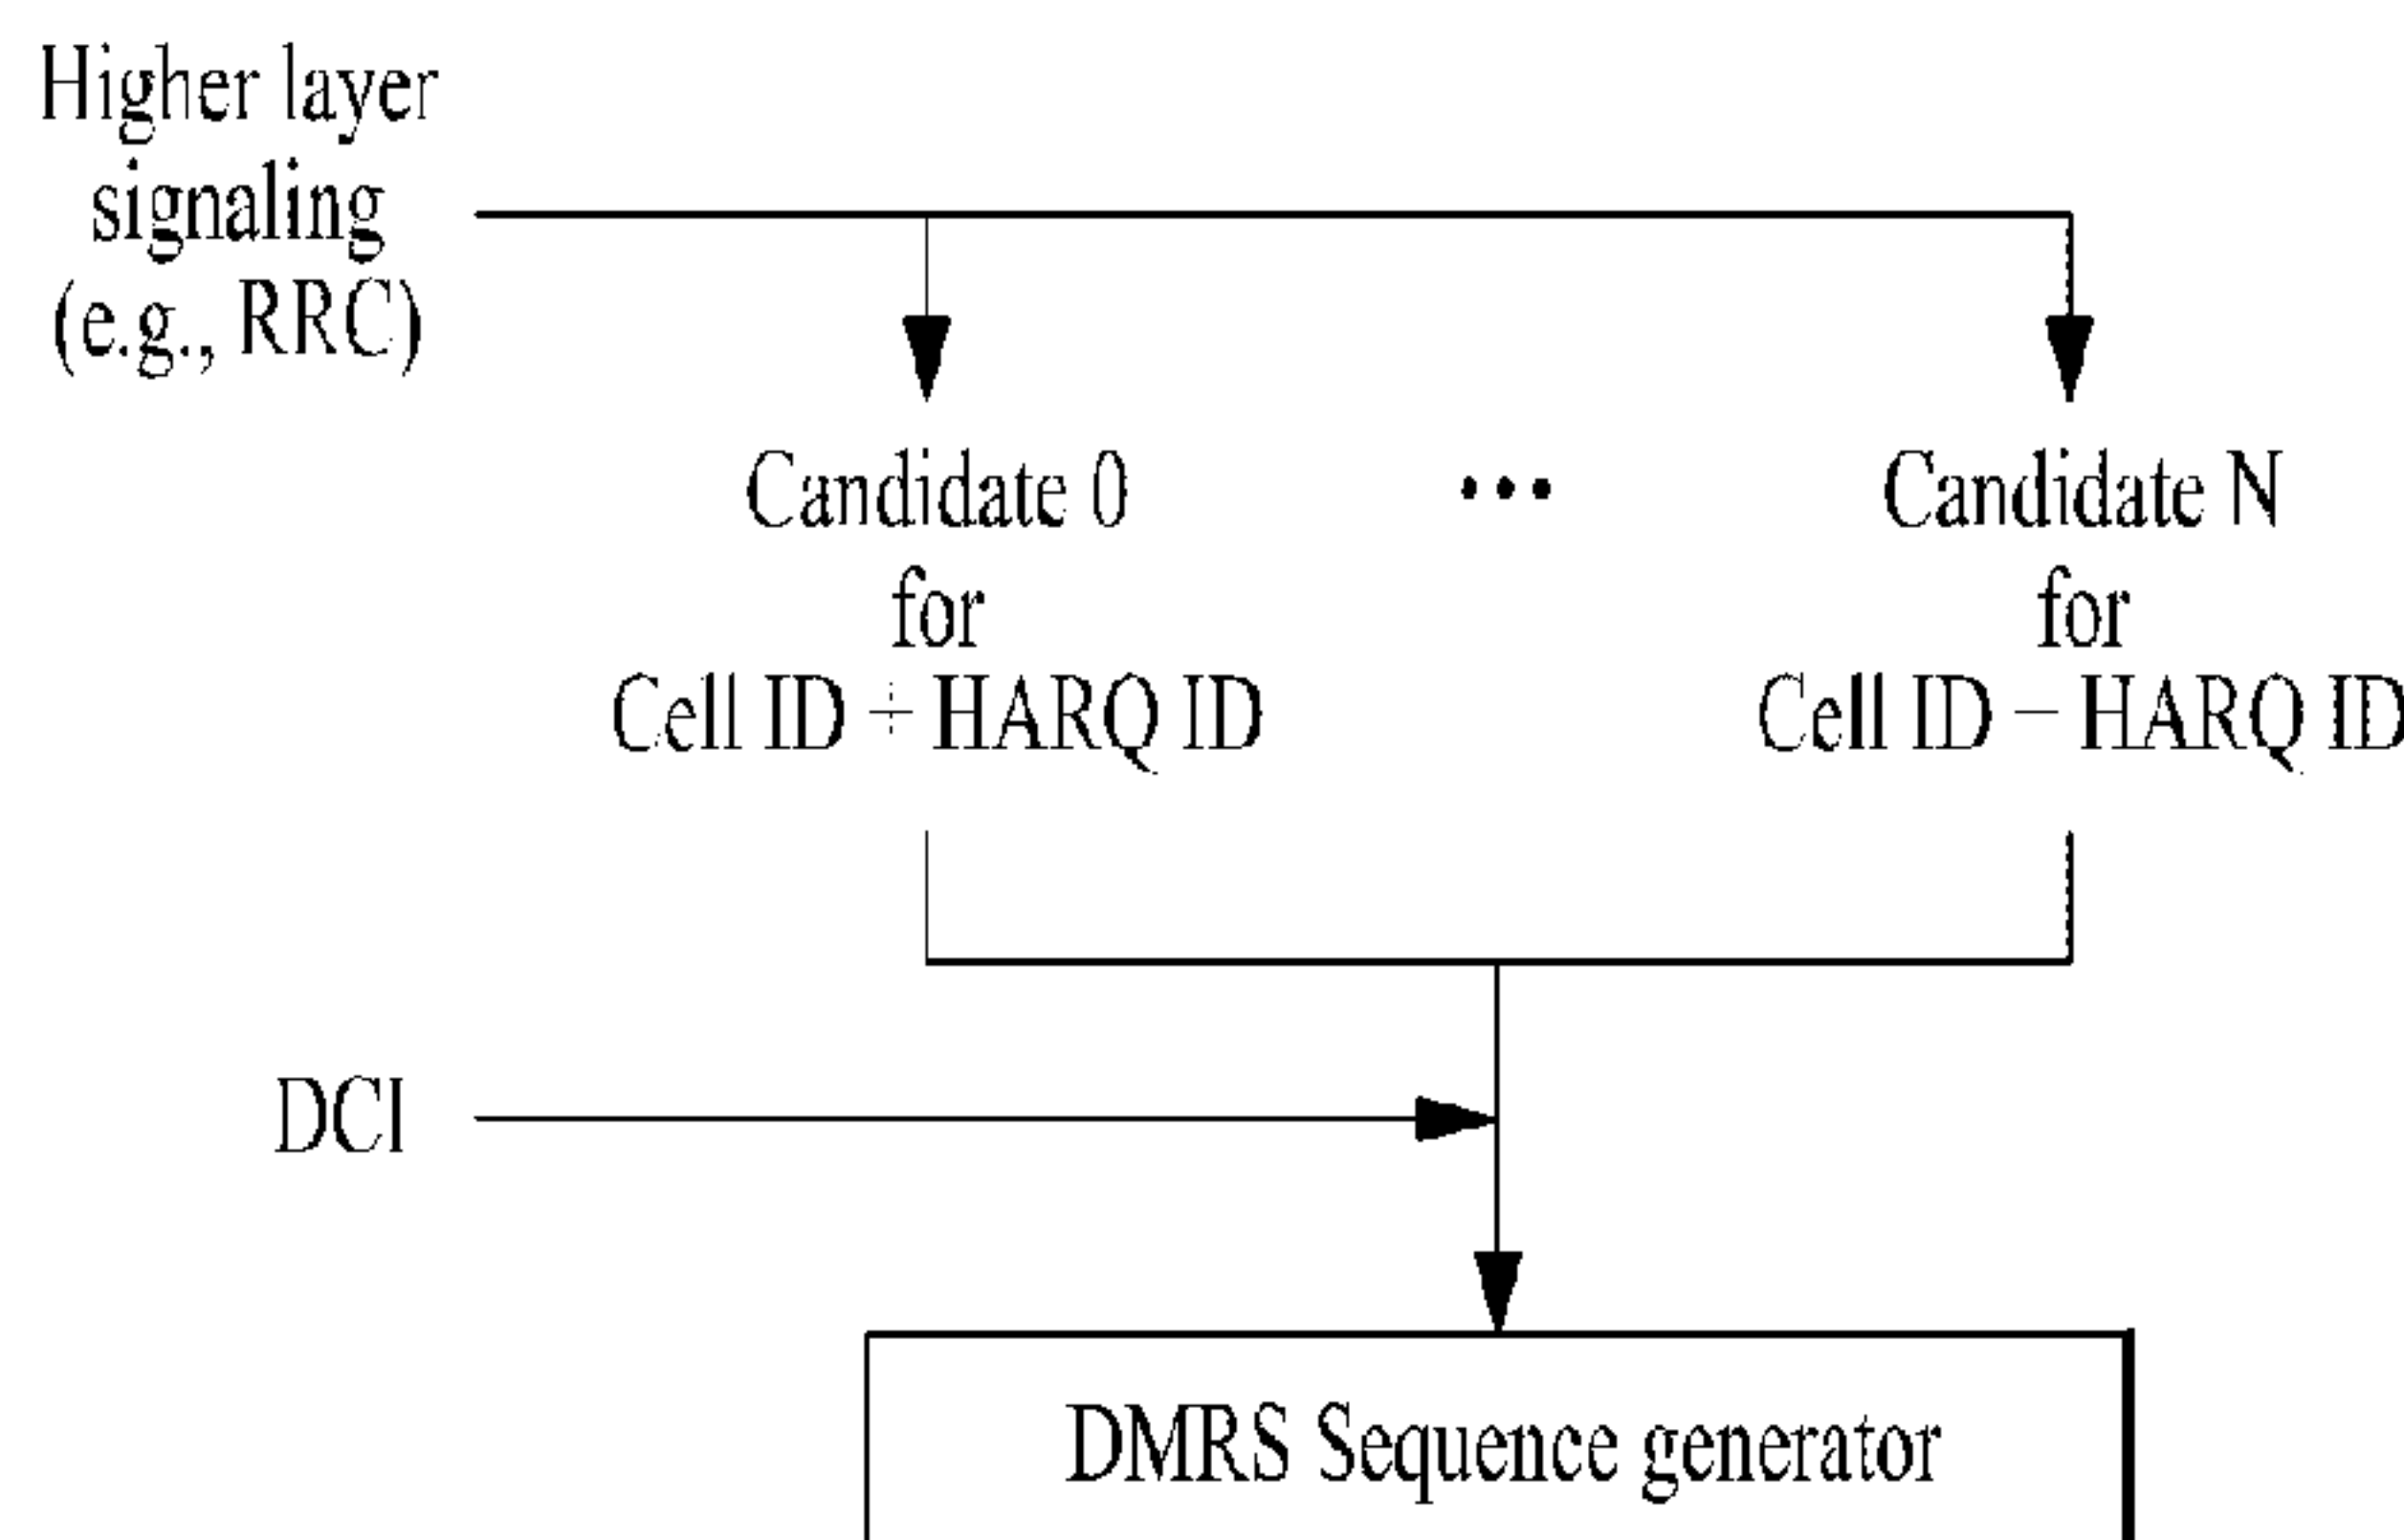 Higher layer
signaling
(e.g., RRC)
Candidate 0
for
Cell ID ÷ HARQ ID
...
Candidate N
for
Cell ID − HARQ ID
DCI
DMRS Sequence generator